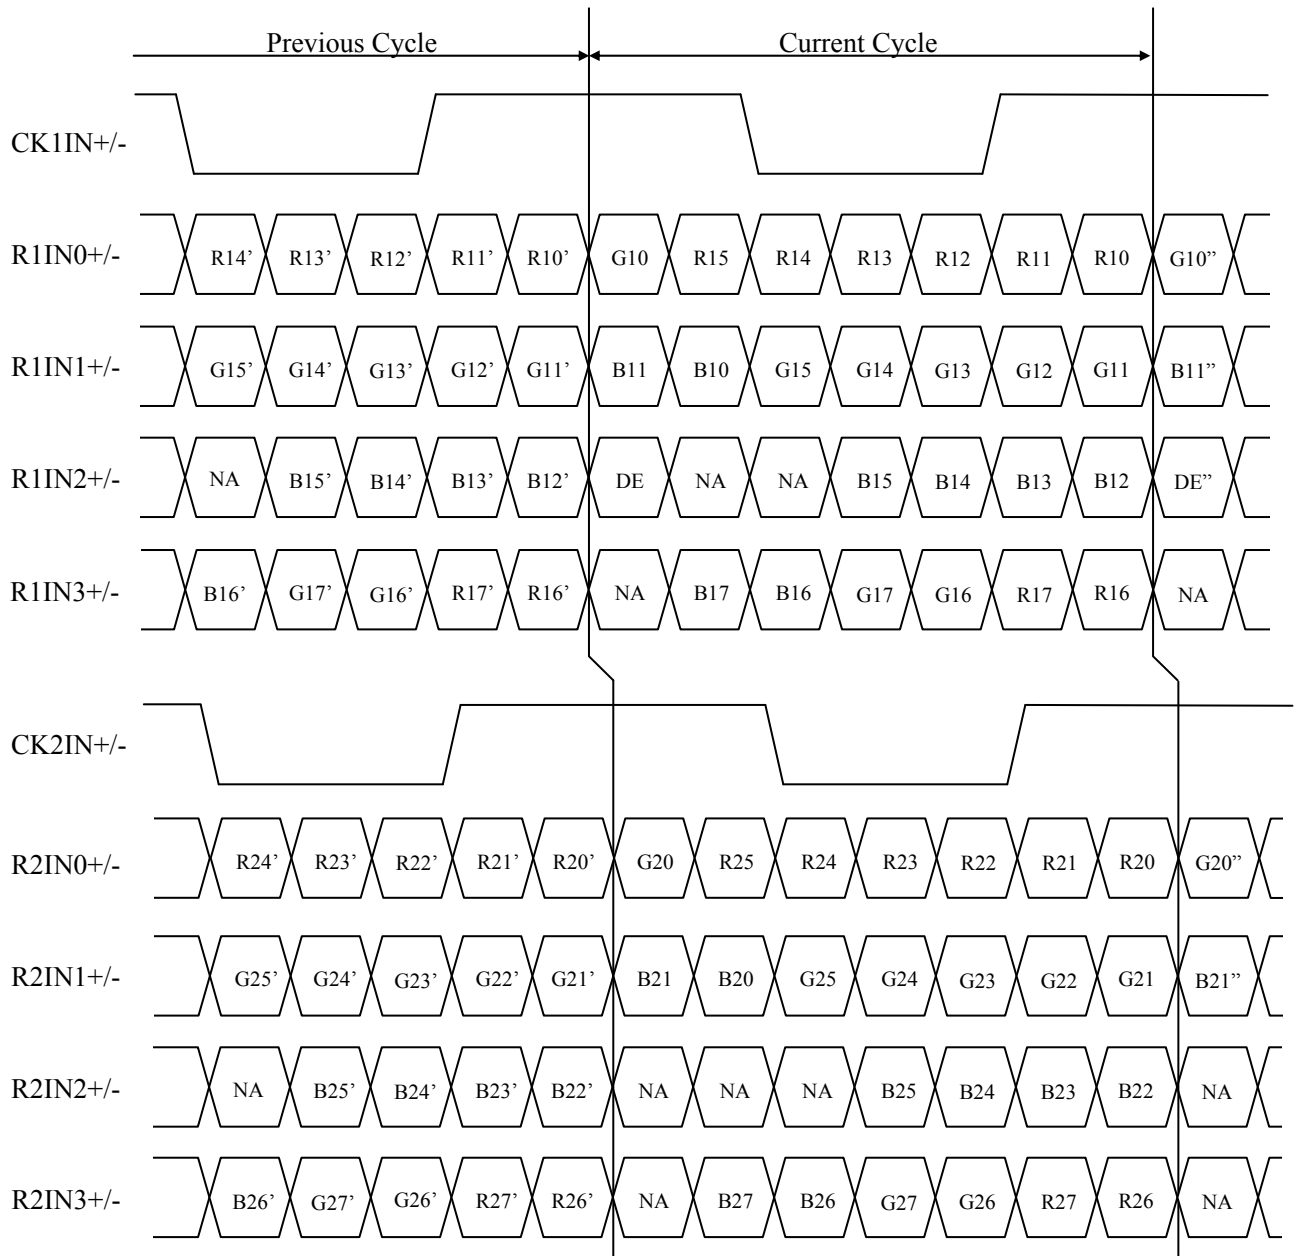 Previous Cycle Current Cycle
CK1IN+/-
R1IN0+/- R14’ R13’ R12’ R11’ R10’ G10 R15 R14 R13 R12 R11 R10 G10”
R1IN1+/- G15’ G14’ G13’ G12’ G11’ B11 B10 G15 G14 G13 G12 G11 B11”
R1IN2+/- NA B15’ B14’ B13’ B12’ DE NA NA B15 B14 B13 B12 DE”
R1IN3+/- B16’ G17’ G16’ R17’ R16’ NA B17 B16 G17 G16 R17 R16 NA
CK2IN+/-
R2IN0+/- R24’ R23’ R22’ R21’ R20’ G20 R25 R24 R23 R22 R21 R20 G20”
R2IN1+/- G25’ G24’ G23’ G22’ G21’ B21 B20 G25 G24 G23 G22 G21 B21”
R2IN2+/- NA B25’ B24’ B23’ B22’ NA NA NA B25 B24 B23 B22 NA
R2IN3+/- B26’ G27’ G26’ R27’ R26’ NA B27 B26 G27 G26 R27 R26 NA